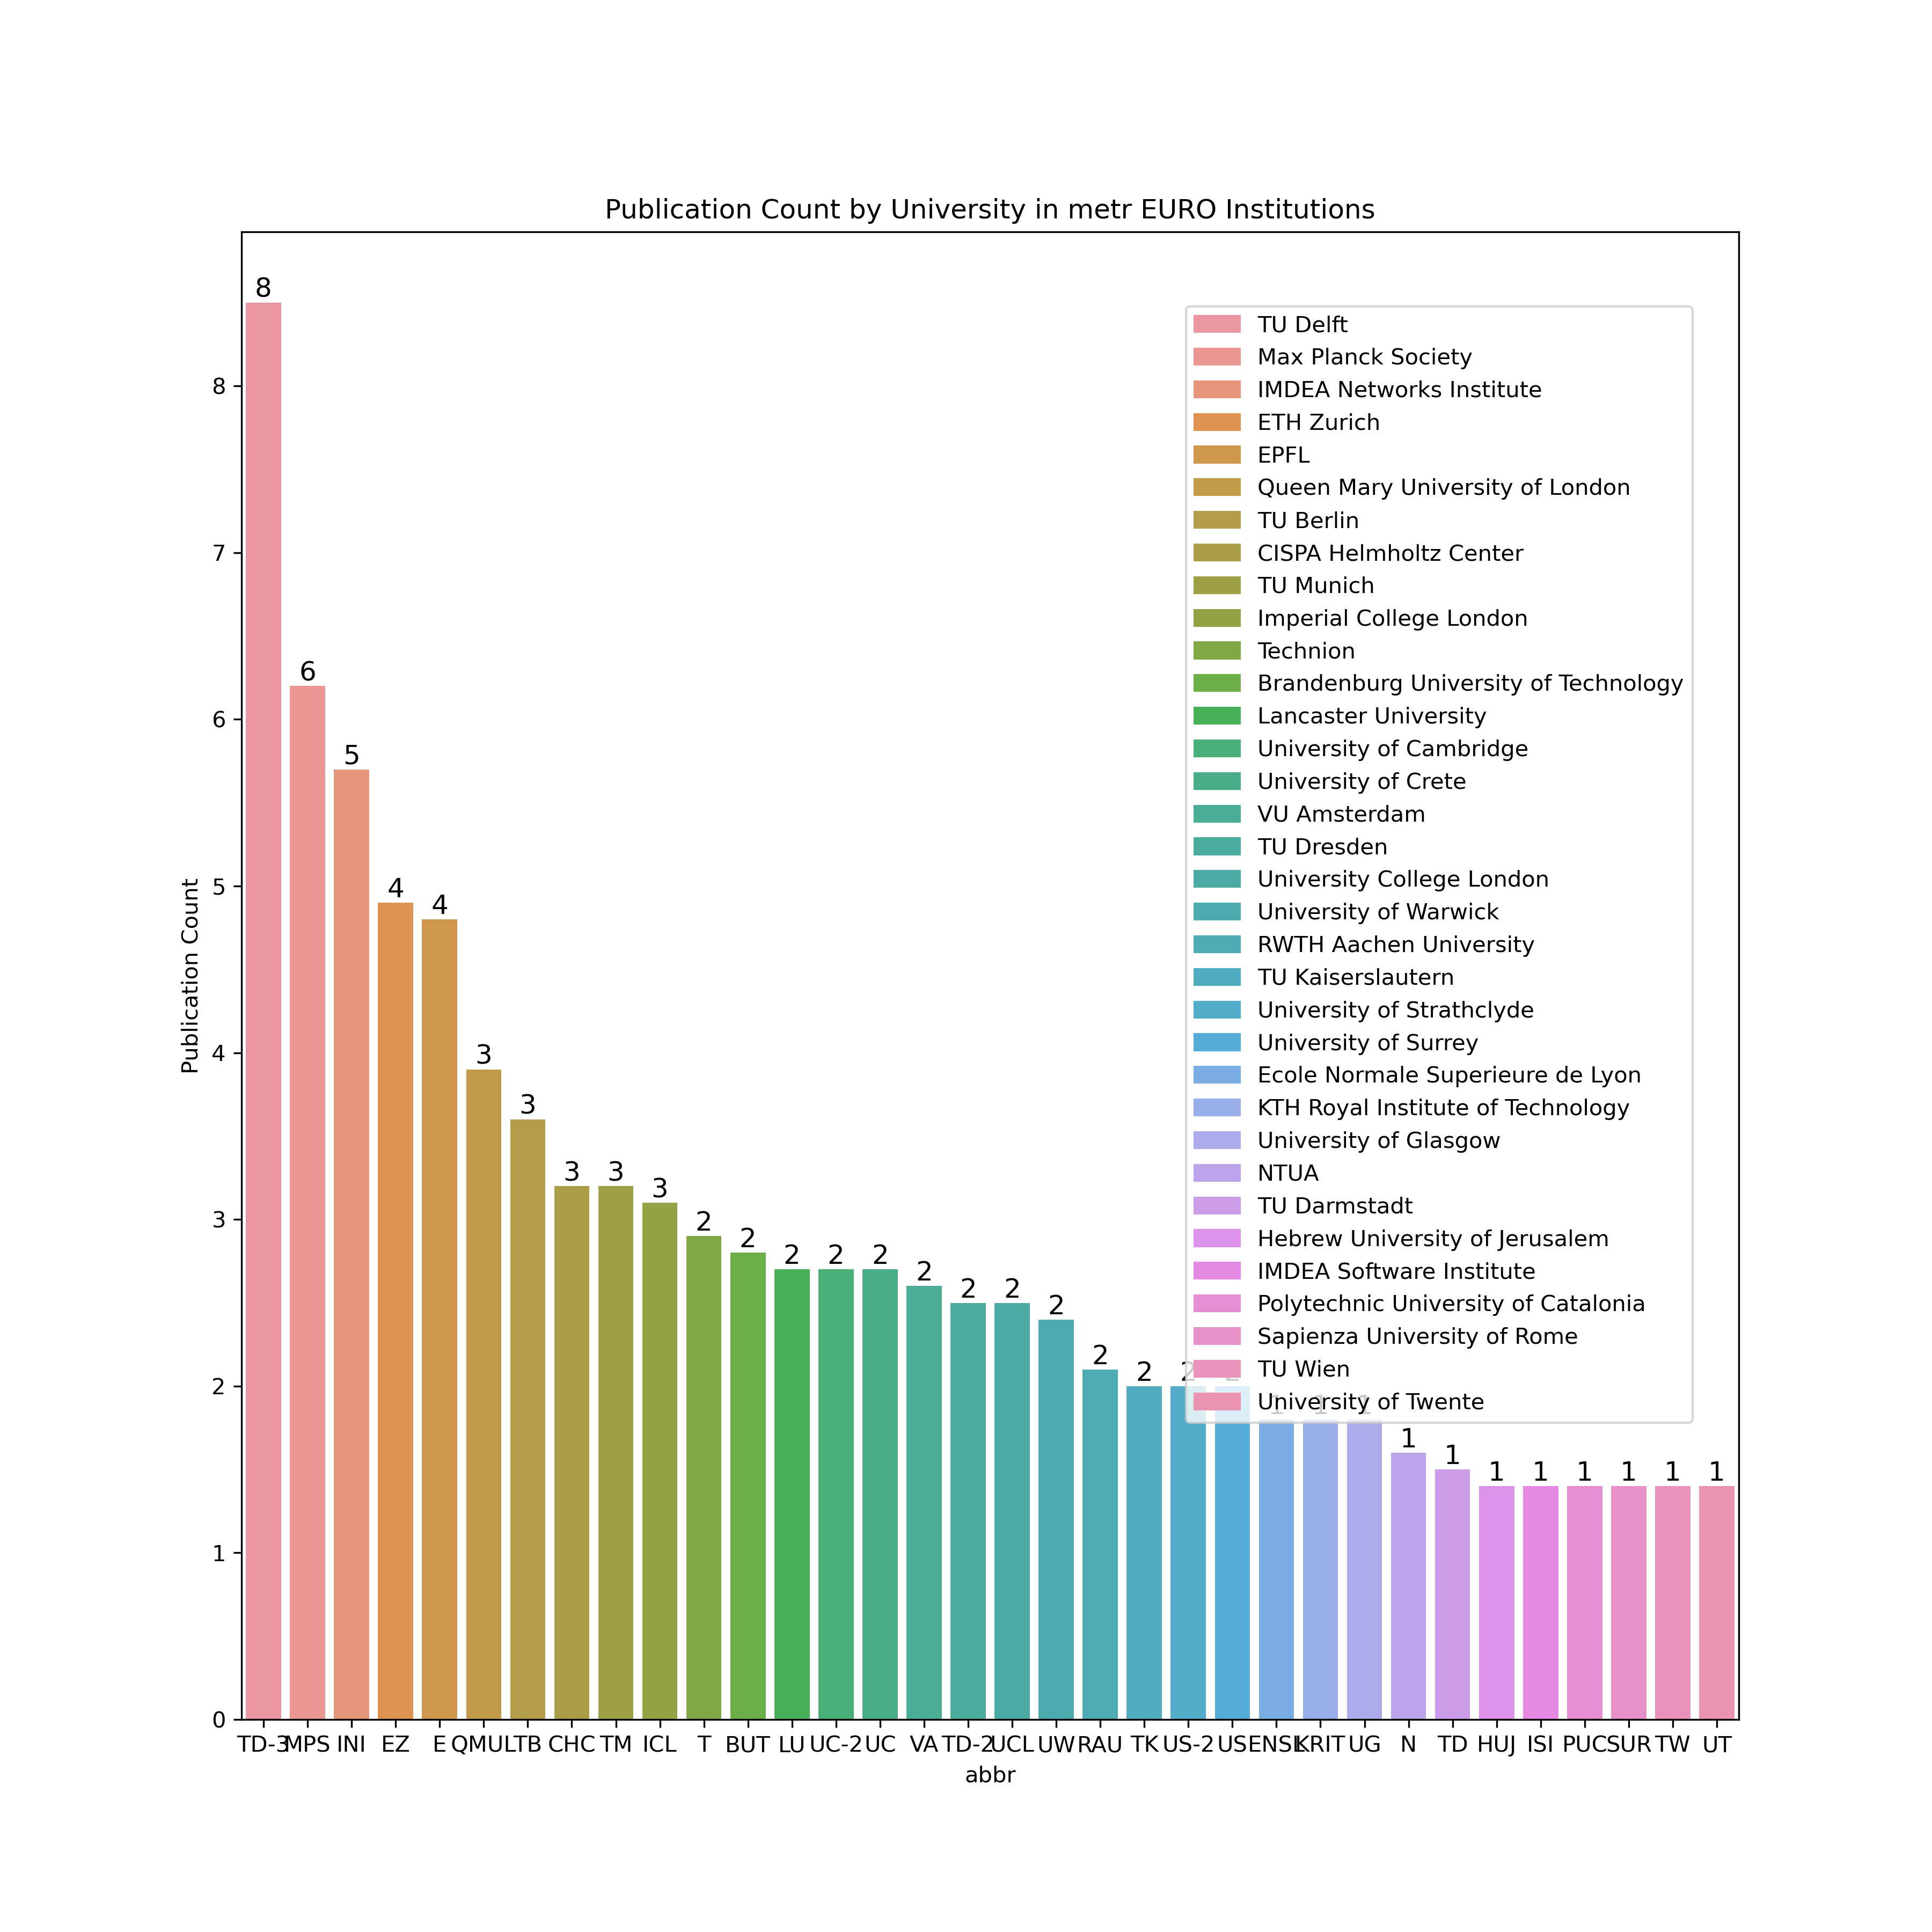 Publication Count by University in metr EURO Institutions
8
6
5
4
4
3
3
3
3
3
2
2
2
2
2
2
2
2
2
2
2
2
2
1
1
1
1
1
1
1
1
1
1
1
TU Delft
Max Planck Society
IMDEA Networks Institute
ETH Zurich
EPFL
Queen Mary University of London
TU Berlin
CISPA Helmholtz Center
TU Munich
Imperial College London
Technion
Brandenburg University of Technology
Lancaster University
University of Cambridge
University of Crete
VU Amsterdam
TU Dresden
University College London
University of Warwick
RWTH Aachen University
TU Kaiserslautern
University of Strathclyde
University of Surrey
Ecole Normale Superieure de Lyon
KTH Royal Institute of Technology
University of Glasgow
NTUA
TU Darmstadt
Hebrew University of Jerusalem
IMDEA Software Institute
Polytechnic University of Catalonia
Sapienza University of Rome
TU Wien
University of Twente
Publication Count
8
7
6
5
4
3
2
1
0
TD-3 MPS INI EZ E QMUL TB CHC TM ICL T BUT LU UC-2 UC VA TD-2 UCL UW RAU TK US-2 US ENSL KRIT UG N TD HUJ ISI PUC SUR TW UT
abbr